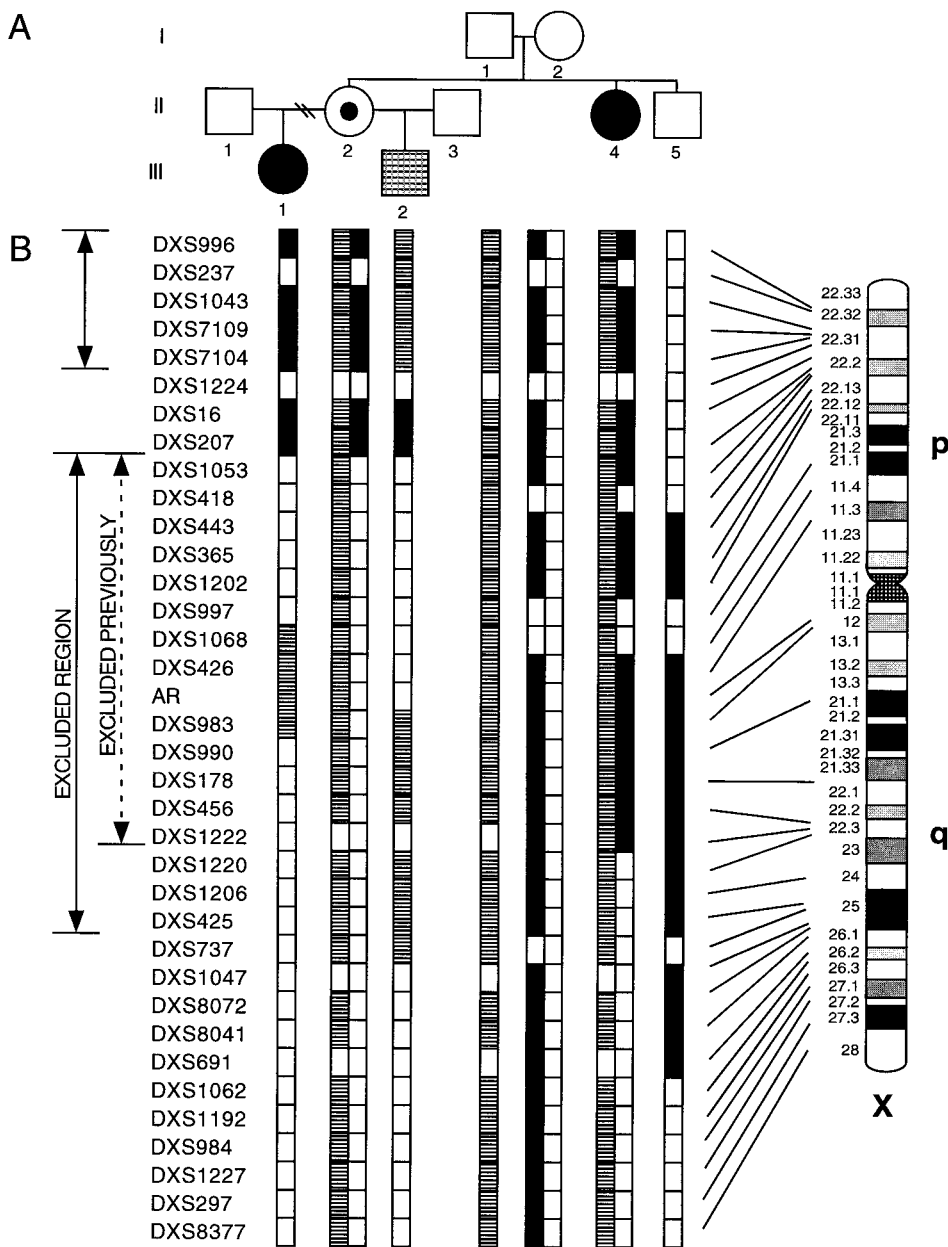 A
I
1 2
II
1 2 3 4 5
III
1 2
B
DXS996
DXS237
DXS1043
DXS7109
DXS7104
DXS1224
DXS16
DXS207
DXS1053
DXS418
DXS443
DXS365
DXS1202
DXS997
DXS1068
DXS426
AR
DXS983
DXS990
DXS178
DXS456
DXS1222
DXS1220
DXS1206
DXS425
DXS737
DXS1047
DXS8072
DXS8041
DXS691
DXS1062
DXS1192
DXS984
DXS1227
DXS297
DXS8377
EXCLUDED REGION
EXCLUDED PREVIOUSLY
22.33
22.32
22.31
22.2
22.13
22.12
22.11
21.3
21.2
21.1
11.4
11.3
11.23
11.22
11.1
11.1
11.2
12
13.1
13.2
13.3
21.1
21.2
21.31
21.32
21.33
22.1
22.2
22.3
23
24
25
26.1
26.2
26.3
27.1
27.2
27.3
28
p
q
X